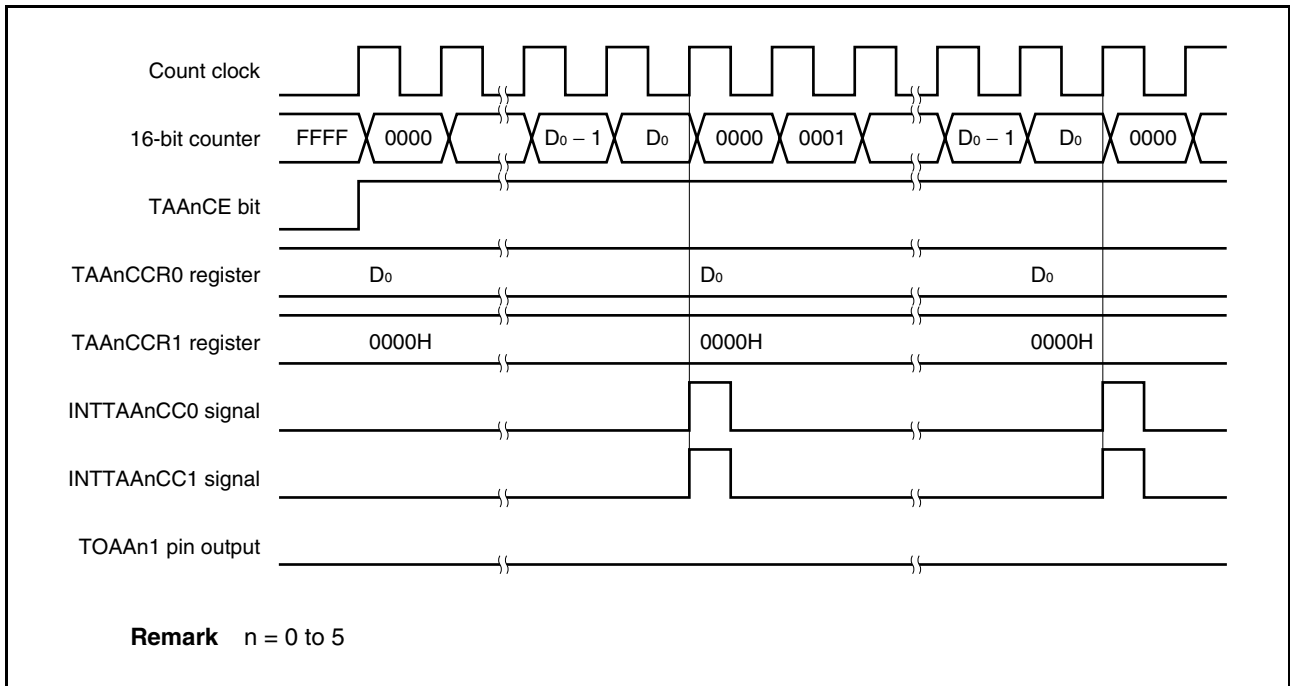 Count clock
16-bit counter FFFF 0000 D₀ − 1 D₀ 0000 0001 D₀ − 1 D₀ 0000
TAAnCE bit
TAAnCCR0 register D₀ D₀ D₀
TAAnCCR1 register 0000H 0000H 0000H
INTTAAnCC0 signal
INTTAAnCC1 signal
TOAAn1 pin output
Remark n = 0 to 5